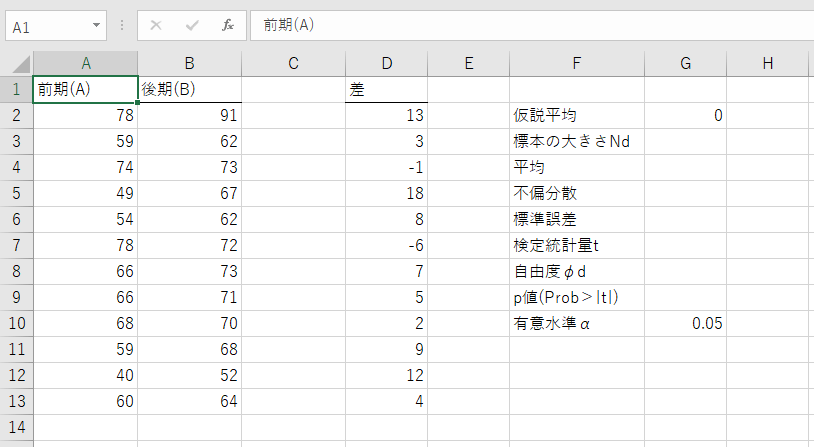 A1 fx 前期(A)
A B C D E F G H
1 前期(A) 後期(B) 差
2 78 91 13 仮説平均 0
3 59 62 3 標本の大きさNd
4 74 73 -1 平均
5 49 67 18 不偏分散
6 54 62 8 標準誤差
7 78 72 -6 検定統計量t
8 66 73 7 自由度φd
9 66 71 5 p値(Prob＞|t|)
10 68 70 2 有意水準α 0.05
11 59 68 9
12 40 52 12
13 60 64 4
14